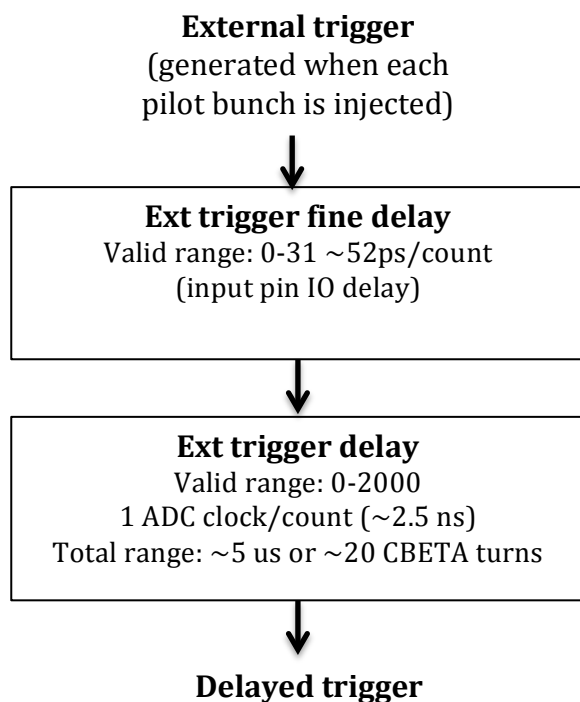 External trigger
(generated when each
pilot bunch is injected)
Ext trigger fine delay
Valid range: 0-31 ~52ps/count
(input pin IO delay)
Ext trigger delay
Valid range: 0-2000
1 ADC clock/count (~2.5 ns)
Total range: ~5 us or ~20 CBETA turns
Delayed trigger